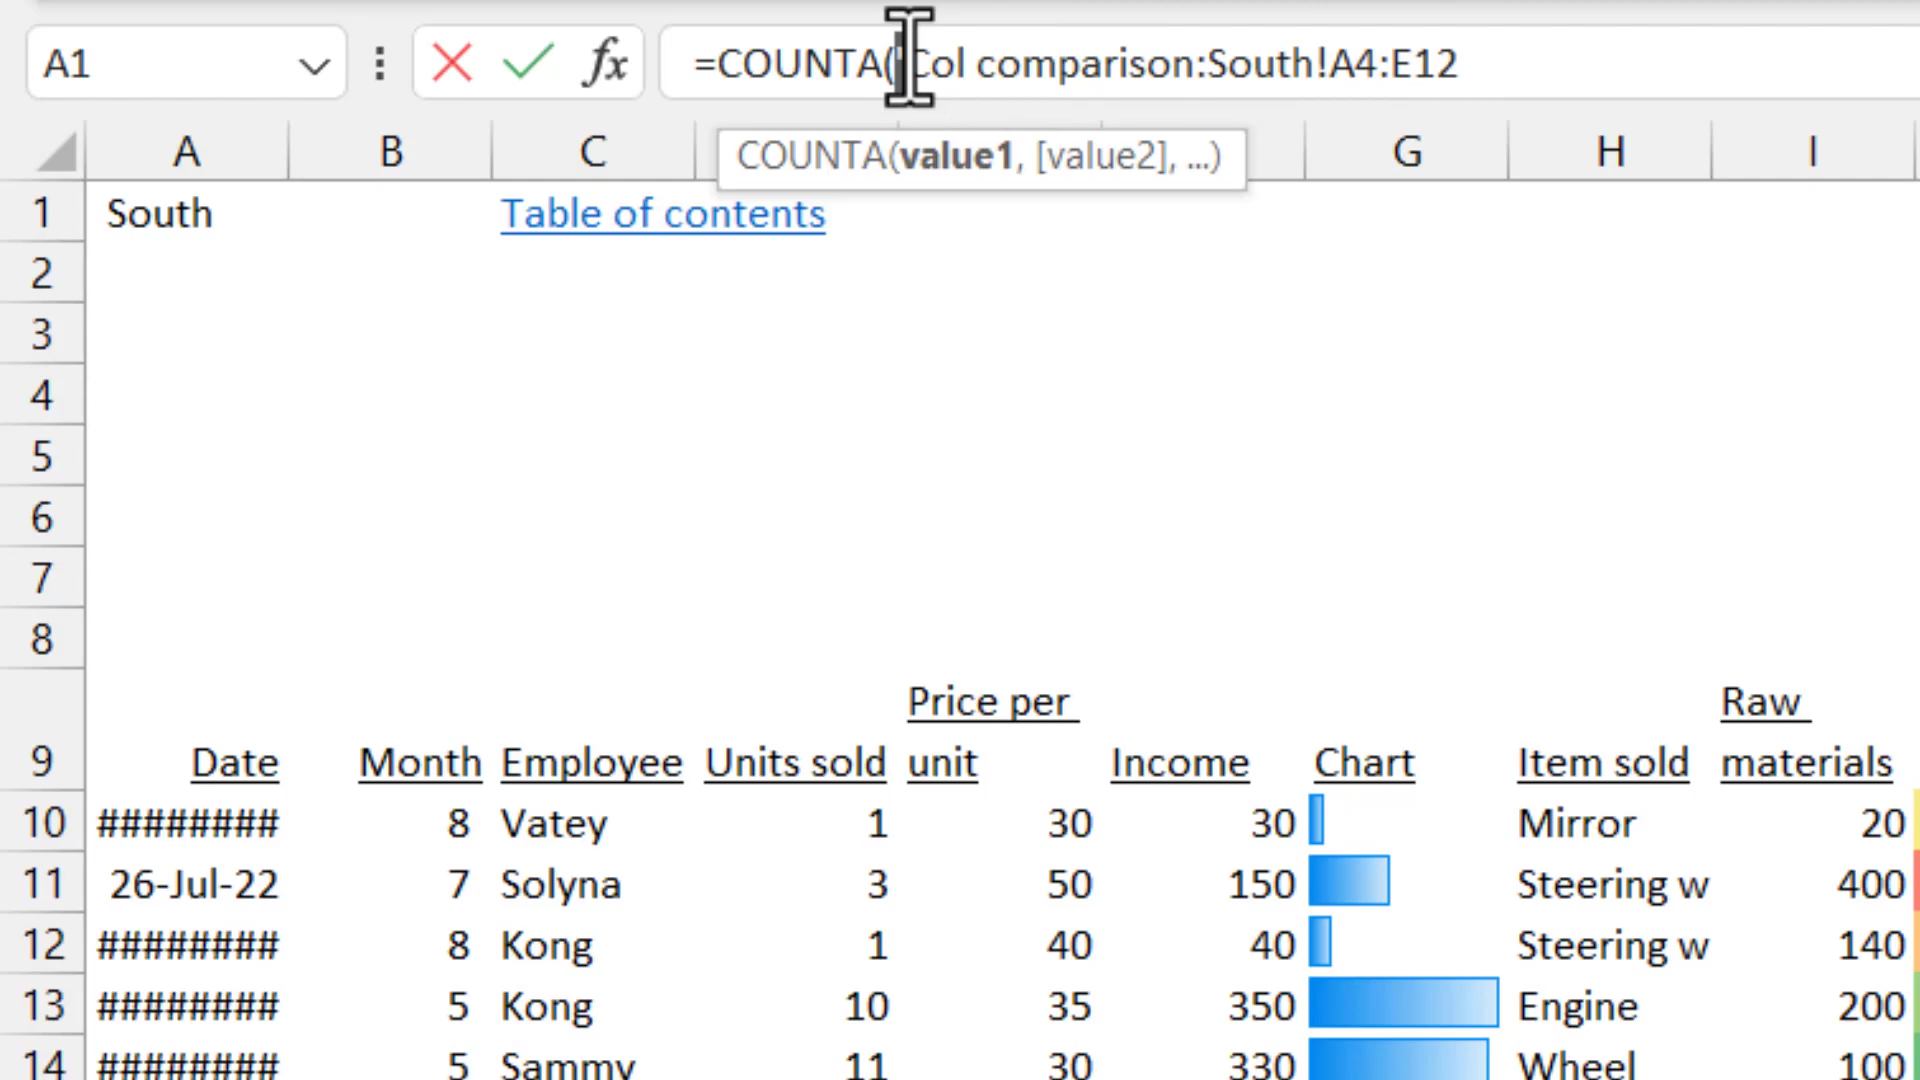 A1 fx =COUNTA('Col comparison:South!A4:E12
COUNTA(value1, [value2], ...)
A B C G H I
1 South Table of contents
2
3
4
5
6
7
8
Price per Raw
9 Date Month Employee Units sold unit Income Chart Item sold materials
10 ######## 8 Vatey 1 30 30 Mirror 20
11 26-Jul-22 7 Solyna 3 50 150 Steering w 400
12 ######## 8 Kong 1 40 40 Steering w 140
13 ######## 5 Kong 10 35 350 Engine 200
14 ######## 5 Sammy 11 30 330 Wheel 100